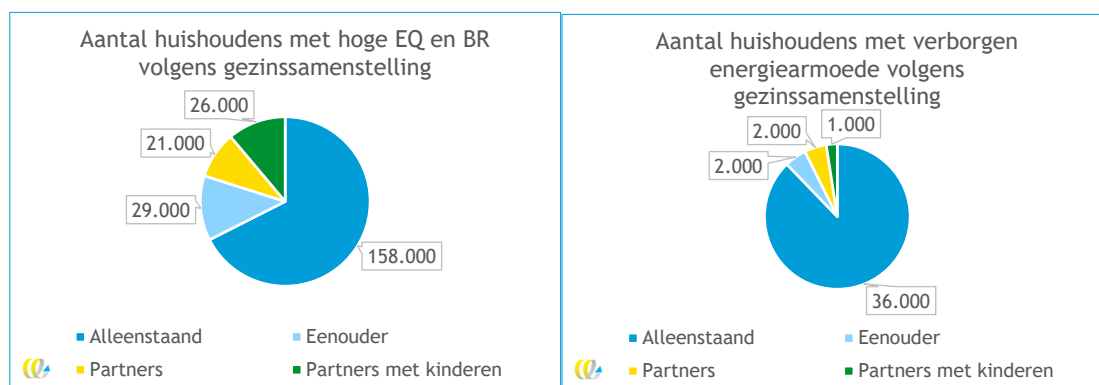 Aantal huishoudens met hoge EQ en BR
volgens gezinssamenstelling
26.000
21.000
29.000
158.000
Alleenstaand
Eenouder
Partners
Partners met kinderen
Aantal huishoudens met verborgen
energiearmoede volgens
gezinssamenstelling
2.000
1.000
2.000
36.000
Alleenstaand
Eenouder
Partners
Partners met kinderen